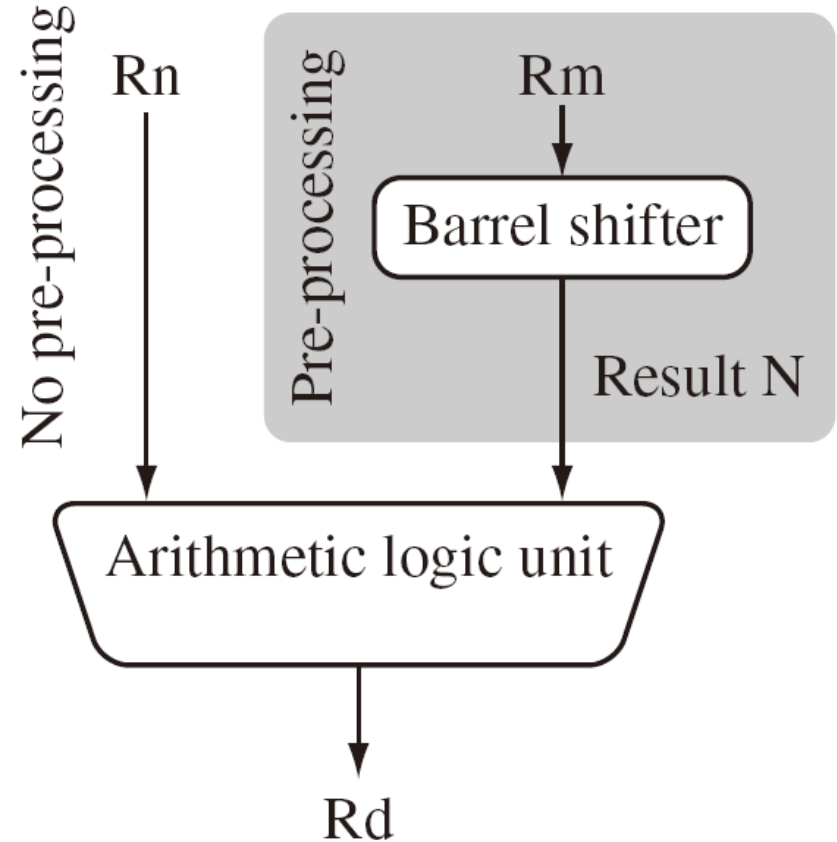 No pre-processing
Rn
Pre-processing
Rm
Barrel shifter
Result N
Arithmetic logic unit
Rd